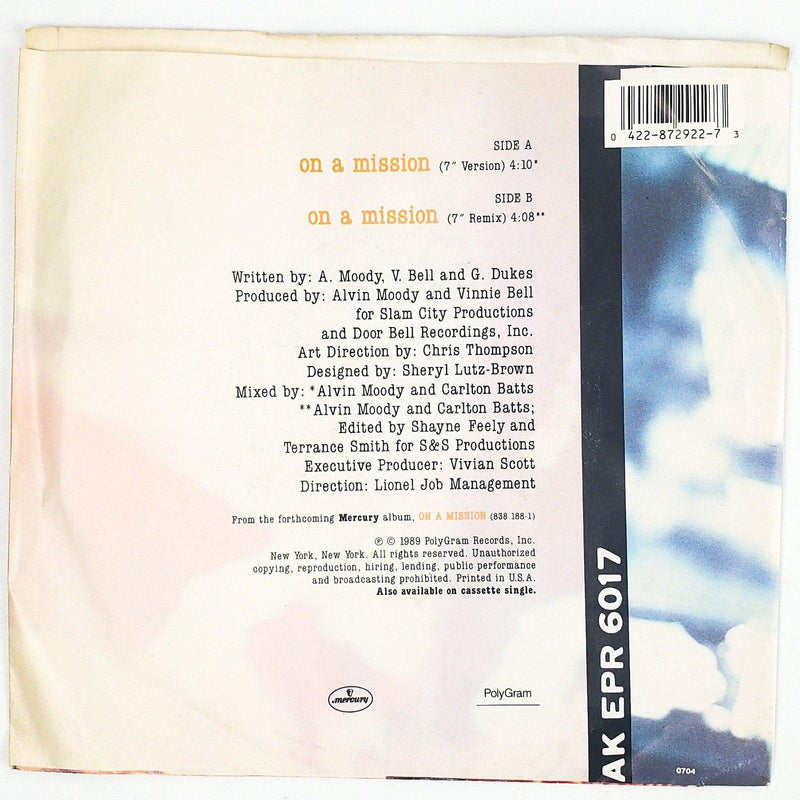 0 422-872922-7 3
SIDE A
on a mission (7" Version) 4:10*
SIDE B
on a mission (7" Remix) 4:08**
Written by: A. Moody, V. Bell and G. Dukes
Produced by: Alvin Moody and Vinnie Bell
for Slam City Productions
and Door Bell Recordings, Inc.
Art Direction by: Chris Thompson
Designed by: Sheryl Lutz-Brown
Mixed by: *Alvin Moody and Carlton Batts
**Alvin Moody and Carlton Batts;
Edited by Shayne Feely and
Terrance Smith for S&S Productions
Executive Producer: Vivian Scott
Direction: Lionel Job Management
From the forthcoming Mercury album, ON A MISSION (838 188-1)
℗ © 1989 PolyGram Records, Inc.
New York, New York. All rights reserved. Unauthorized
copying, reproduction, hiring, lending, public performance
and broadcasting prohibited. Printed in U.S.A.
Also available on cassette single.
mercury
PolyGram
AK EPR 6017
0704